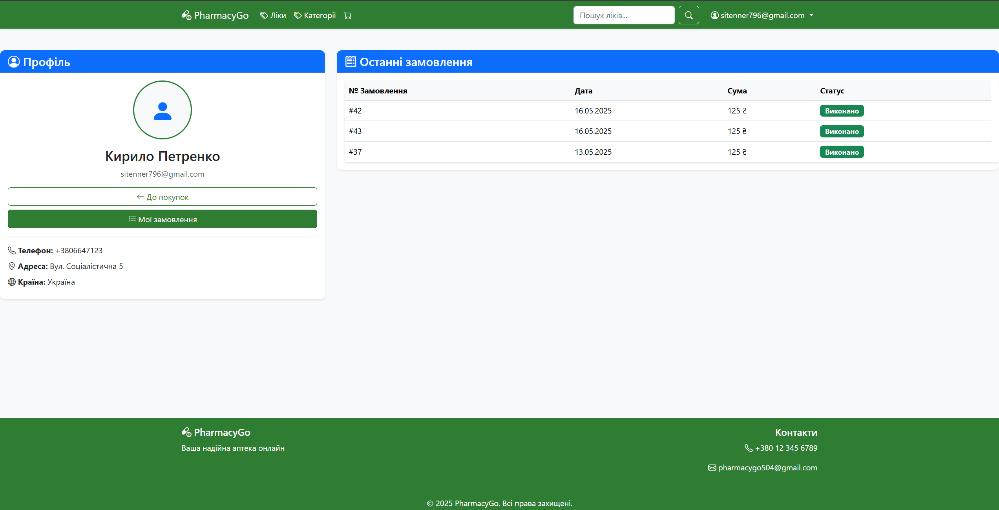 PharmacyGo Ліки Категорії Пошук ліків... sitenner796@gmail.com
Профіль
Кирило Петренко
sitenner796@gmail.com
До покупок
Мої замовлення
Телефон: +3806647123
Адреса: Вул. Соціалістична 5
Країна: Україна
Останні замовлення
№ Замовлення Дата Сума Статус
#42 16.05.2025 125 ₴ Виконано
#43 16.05.2025 125 ₴ Виконано
#37 13.05.2025 125 ₴ Виконано
PharmacyGo
Ваша надійна аптека онлайн
Контакти
+380 12 345 6789
pharmacygo504@gmail.com
© 2025 PharmacyGo. Всі права захищені.